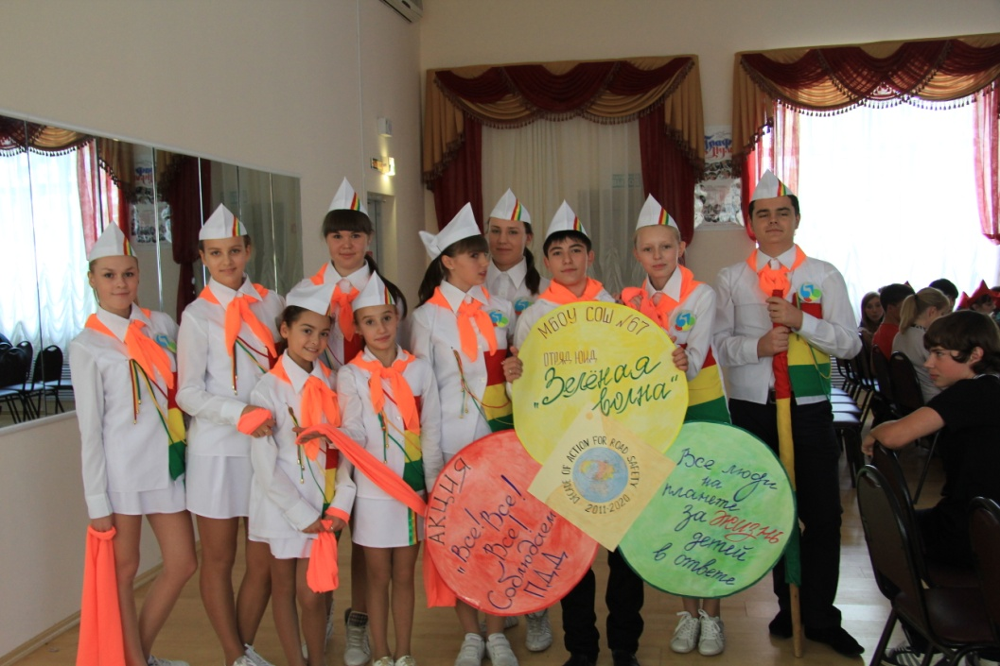 МБОУ СОШ №67
ОТРЯД ЮИД
"Зелёная
волна"
АКЦИЯ
"Все! Все!
Все!
Соблюдаем
П.Д.Д.
DECADE OF ACTION FOR ROAD SAFETY
2011-2020
Все люди
на
планете
за жизнь
детей
в ответе